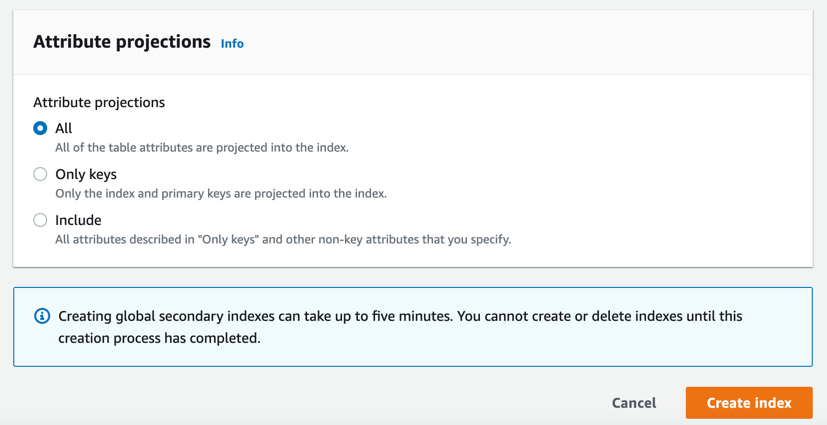 Attribute projections Info
Attribute projections
All
All of the table attributes are projected into the index.
Only keys
Only the index and primary keys are projected into the index.
Include
All attributes described in "Only keys" and other non-key attributes that you specify.
Creating global secondary indexes can take up to five minutes. You cannot create or delete indexes until this
creation process has completed.
Cancel Create index